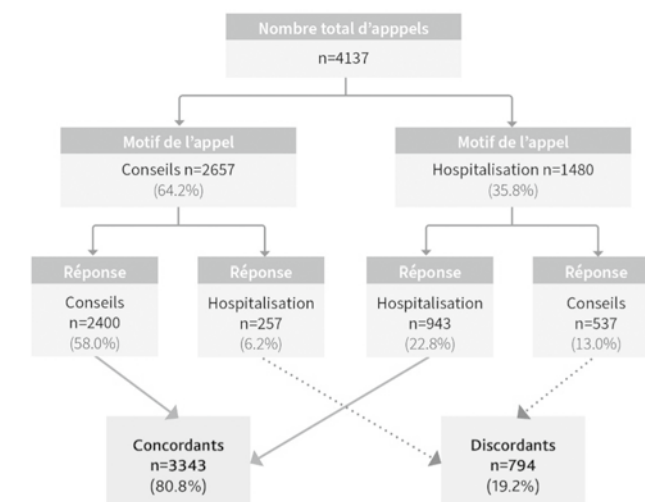 Nombre total d'apppels
n=4137
Motif de l'appel
Conseils n=2657
(64.2%)
Motif de l'appel
Hospitalisation n=1480
(35.8%)
Réponse
Conseils
n=2400
(58.0%)
Réponse
Hospitalisation
n=257
(6.2%)
Réponse
Hospitalisation
n=943
(22.8%)
Réponse
Conseils
n=537
(13.0%)
Concordants
n=3343
(80.8%)
Discordants
n=794
(19.2%)